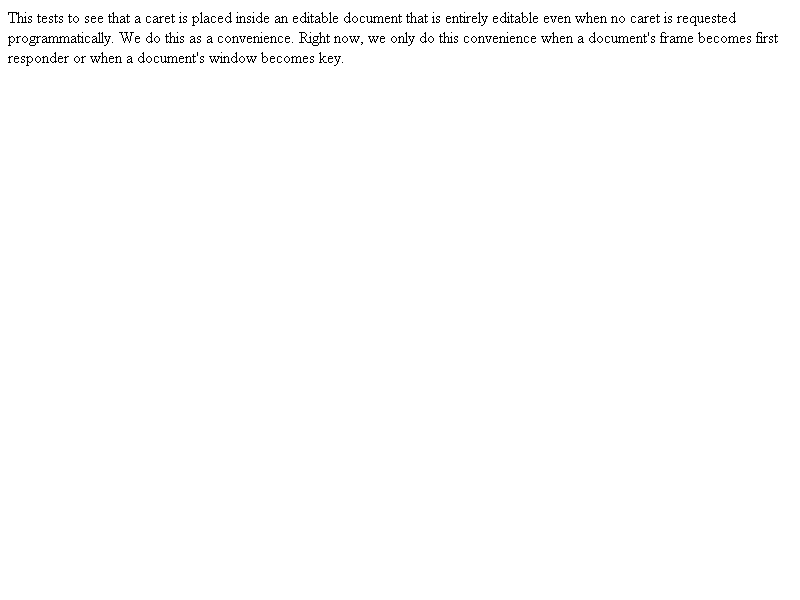 This tests to see that a caret is placed inside an editable document that is entirely editable even when no caret is requested
programmatically. We do this as a convenience. Right now, we only do this convenience when a document's frame becomes first
responder or when a document's window becomes key.